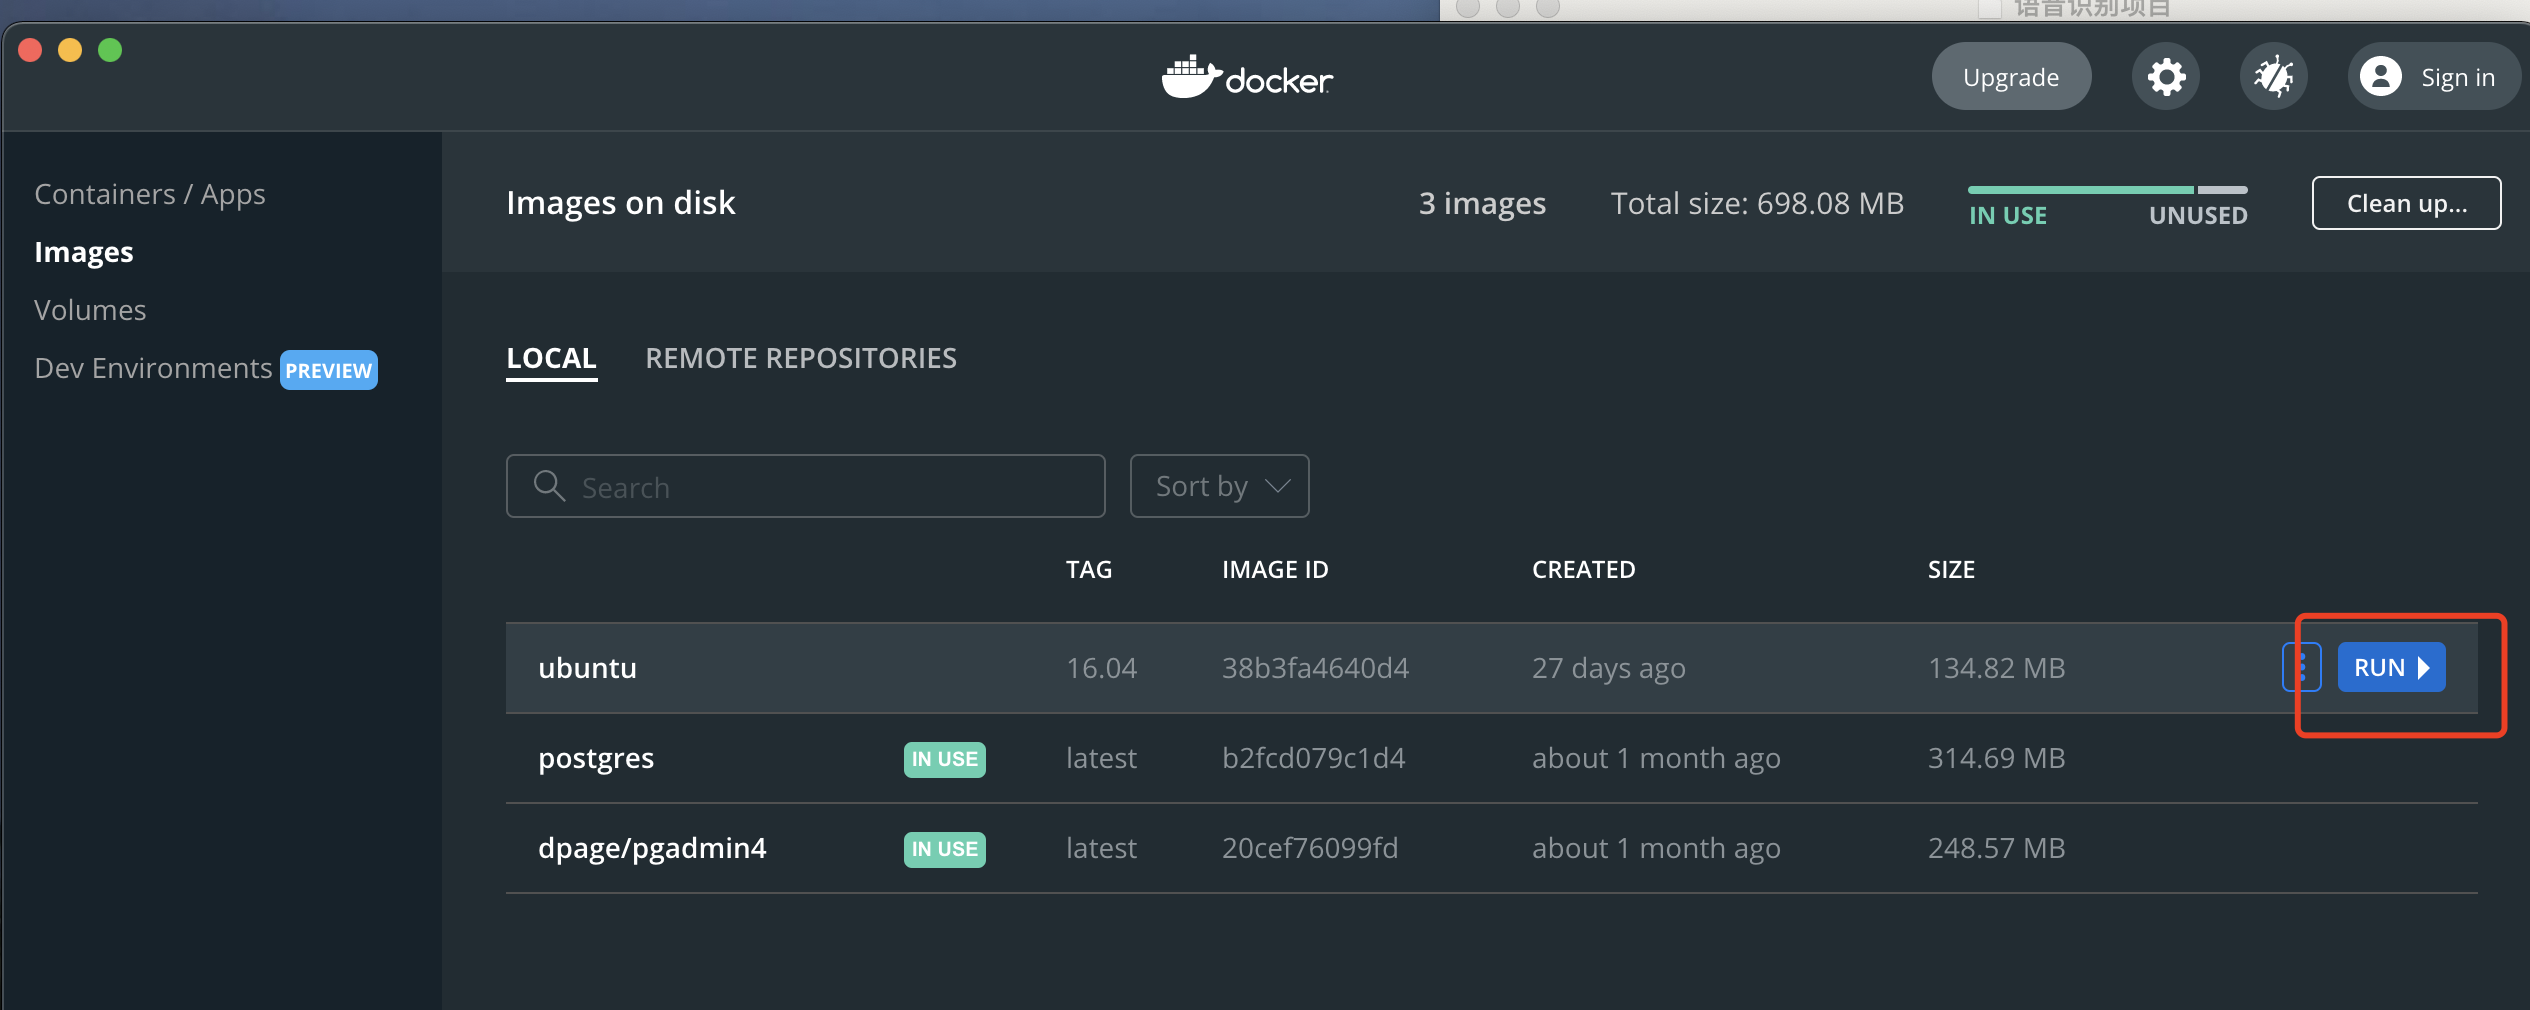 语音识别项目
docker
Upgrade
Sign in
Containers / Apps
Images
Volumes
Dev Environments PREVIEW
Images on disk
3 images
Total size: 698.08 MB
IN USE
UNUSED
Clean up...
LOCAL
REMOTE REPOSITORIES
Search
Sort by
TAG IMAGE ID CREATED SIZE
ubuntu 16.04 38b3fa4640d4 27 days ago 134.82 MB RUN
postgres IN USE latest b2fcd079c1d4 about 1 month ago 314.69 MB
dpage/pgadmin4 IN USE latest 20cef76099fd about 1 month ago 248.57 MB